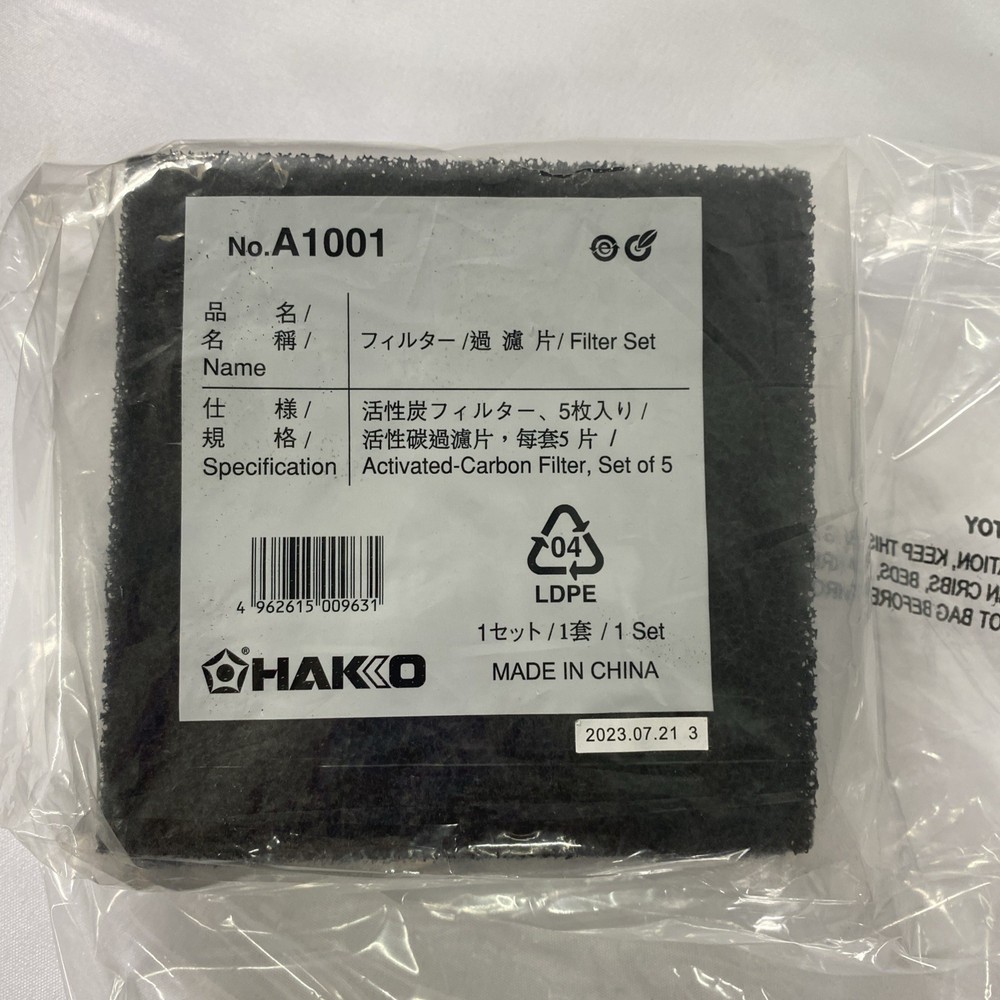 No.A1001
品 名 /
名 稱 /
Name
フィルター /過 濾 片/ Filter Set
仕 様 /
規 格 /
Specification
活性炭フィルター、5枚入り /
活性碳過濾片，每套5 片 /
Activated-Carbon Filter, Set of 5
04
LDPE
4 962615 009631
1セット / 1套 / 1 Set
HAKKO®
MADE IN CHINA
2023.07.21 3
TOY
TION, KEEP THIS
N CRIBS, BEDS,
OT BAG BEFORE